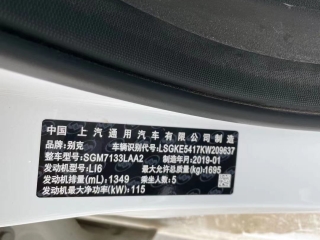 中国 上汽通用汽车有限公司制造
品牌:别克 车辆识别代号:LSGKE5417KW209637
整车型号:SGM7133LAA2 制造年月:2019-01
发动机型号:LI6 最大允许总质量(kg):1695
发动机排量(mL):1349 乘坐人数:5
发动机最大净功率(kW):115